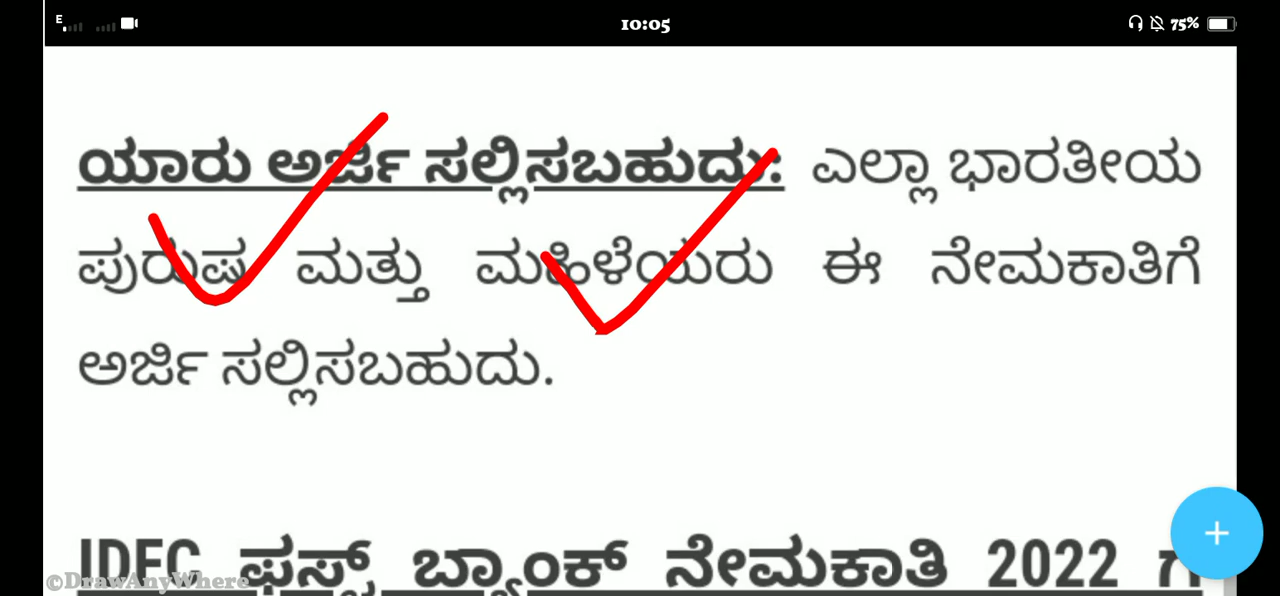 E
10:05
75%
ಯಾರು ಅರ್ಜಿ ಸಲ್ಲಿಸಬಹುದು: ಎಲ್ಲಾ ಭಾರತೀಯ
ಪುರುಷ ಮತ್ತು ಮಹಿಳೆಯರು ಈ ನೇಮಕಾತಿಗೆ
ಅರ್ಜಿ ಸಲ್ಲಿಸಬಹುದು.
IDFC ಫಸ್ಟ್ ಬ್ಯಾಂಕ್ ನೇಮಕಾತಿ 2022 ಗೆ
©DrawAnyWhere